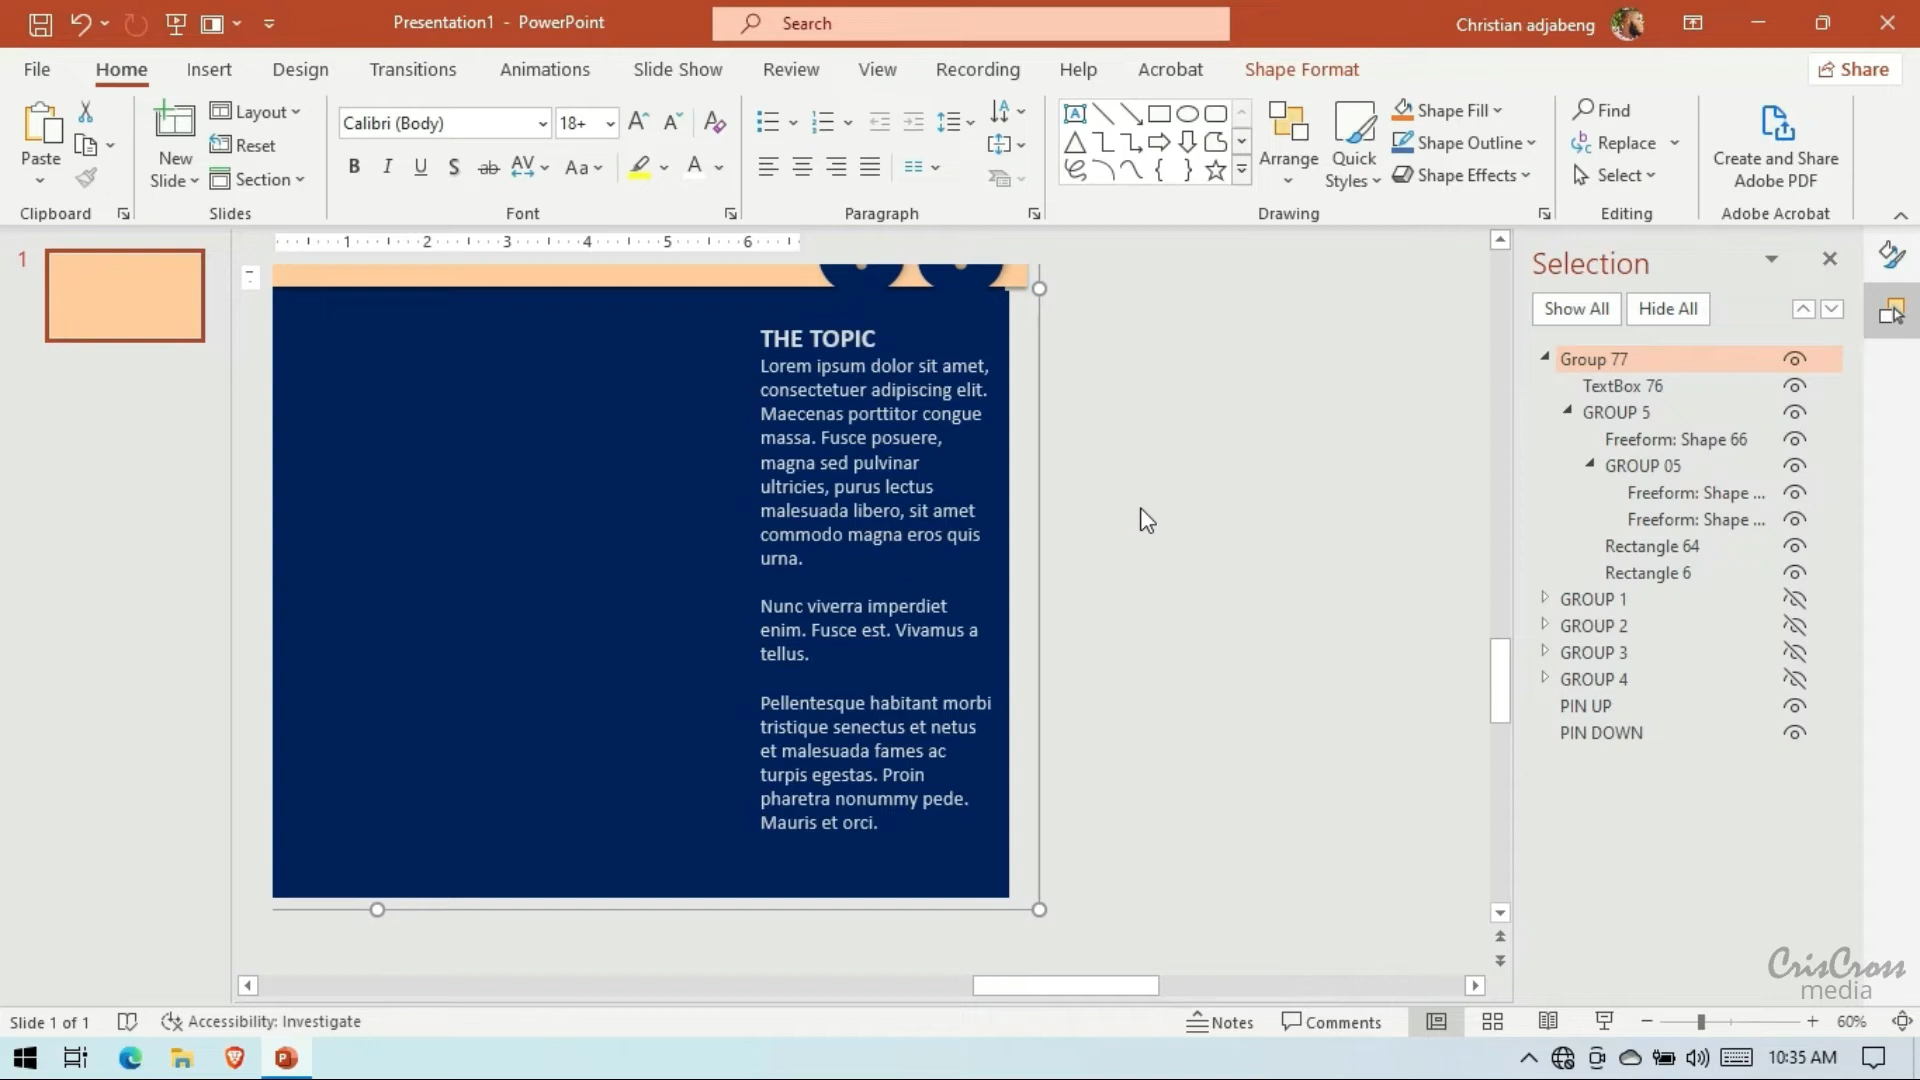 Presentation1 - PowerPoint
Search
Christian adjabeng
File
Home
Insert
Design
Transitions
Animations
Slide Show
Review
View
Recording
Help
Acrobat
Shape Format
Share
Paste
Clipboard
New
Slide
Layout
Reset
Section
Slides
Calibri (Body)
18+
Font
Paragraph
Arrange
Quick
Styles
Shape Fill
Shape Outline
Shape Effects
Drawing
Find
Replace
Select
Editing
Create and Share
Adobe PDF
Adobe Acrobat
1
1 2 3 4 5 6
THE TOPIC
Lorem ipsum dolor sit amet,
consectetuer adipiscing elit.
Maecenas porttitor congue
massa. Fusce posuere,
magna sed pulvinar
ultricies, purus lectus
malesuada libero, sit amet
commodo magna eros quis
urna.
Nunc viverra imperdiet
enim. Fusce est. Vivamus a
tellus.
Pellentesque habitant morbi
tristique senectus et netus
et malesuada fames ac
turpis egestas. Proin
pharetra nonummy pede.
Mauris et orci.
Selection
Show All
Hide All
Group 77
TextBox 76
GROUP 5
Freeform: Shape 66
GROUP 05
Freeform: Shape ...
Freeform: Shape ...
Rectangle 64
Rectangle 6
GROUP 1
GROUP 2
GROUP 3
GROUP 4
PIN UP
PIN DOWN
CrisCross
media
Slide 1 of 1
Accessibility: Investigate
Notes
Comments
60%
10:35 AM